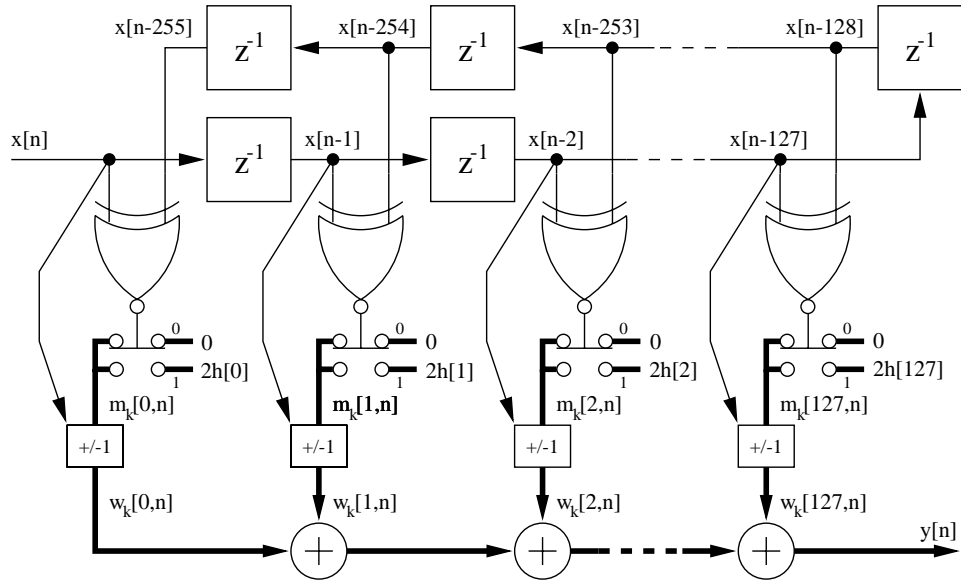 x[n-255] z⁻¹ x[n-254] z⁻¹ x[n-253] x[n-128] z⁻¹
x[n] z⁻¹ x[n-1] z⁻¹ x[n-2] x[n-127]
0 0 0 0 0 0 0 0
1 2h[0] 1 2h[1] 1 2h[2] 1 2h[127]
m_k[0,n] m_k[1,n] m_k[2,n] m_k[127,n]
+/-1 +/-1 +/-1 +/-1
w_k[0,n] w_k[1,n] w_k[2,n] w_k[127,n]
y[n]